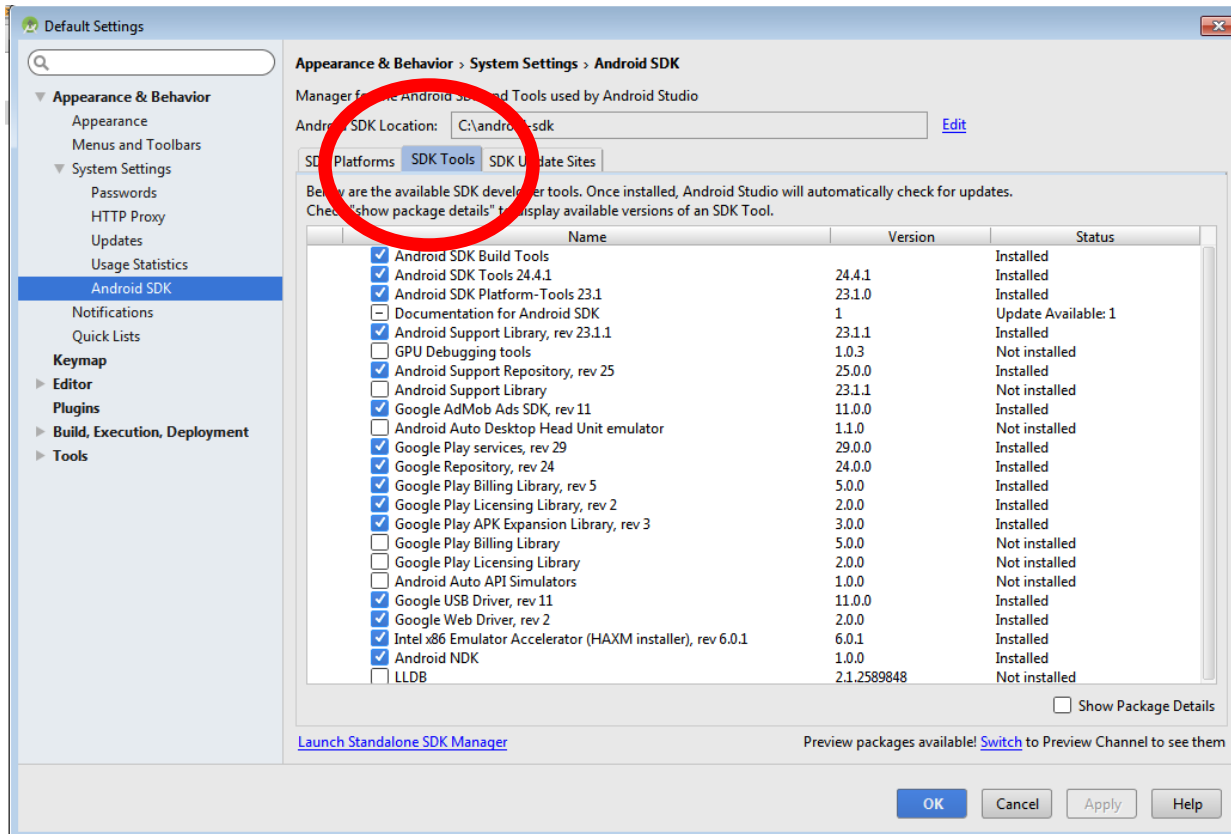 Default Settings
Appearance & Behavior › System Settings › Android SDK
Appearance & Behavior
Appearance
Menus and Toolbars
System Settings
Passwords
HTTP Proxy
Updates
Usage Statistics
Android SDK
Notifications
Quick Lists
Keymap
Editor
Plugins
Build, Execution, Deployment
Tools
Manager for the Android SDK and Tools used by Android Studio
Android SDK Location: C:\android-sdk Edit
SDK Platforms SDK Tools SDK Update Sites
Below are the available SDK developer tools. Once installed, Android Studio will automatically check for updates.
Check "show package details" to display available versions of an SDK Tool.
Name Version Status
Android SDK Build Tools Installed
Android SDK Tools 24.4.1 24.4.1 Installed
Android SDK Platform-Tools 23.1 23.1.0 Installed
Documentation for Android SDK 1 Update Available: 1
Android Support Library, rev 23.1.1 23.1.1 Installed
GPU Debugging tools 1.0.3 Not installed
Android Support Repository, rev 25 25.0.0 Installed
Android Support Library 23.1.1 Not installed
Google AdMob Ads SDK, rev 11 11.0.0 Installed
Android Auto Desktop Head Unit emulator 1.1.0 Not installed
Google Play services, rev 29 29.0.0 Installed
Google Repository, rev 24 24.0.0 Installed
Google Play Billing Library, rev 5 5.0.0 Installed
Google Play Licensing Library, rev 2 2.0.0 Installed
Google Play APK Expansion Library, rev 3 3.0.0 Installed
Google Play Billing Library 5.0.0 Not installed
Google Play Licensing Library 2.0.0 Not installed
Android Auto API Simulators 1.0.0 Not installed
Google USB Driver, rev 11 11.0.0 Installed
Google Web Driver, rev 2 2.0.0 Installed
Intel x86 Emulator Accelerator (HAXM installer), rev 6.0.1 6.0.1 Installed
Android NDK 1.0.0 Installed
LLDB 2.1.2589848 Not installed
Show Package Details
Launch Standalone SDK Manager Preview packages available! Switch to Preview Channel to see them
OK Cancel Apply Help